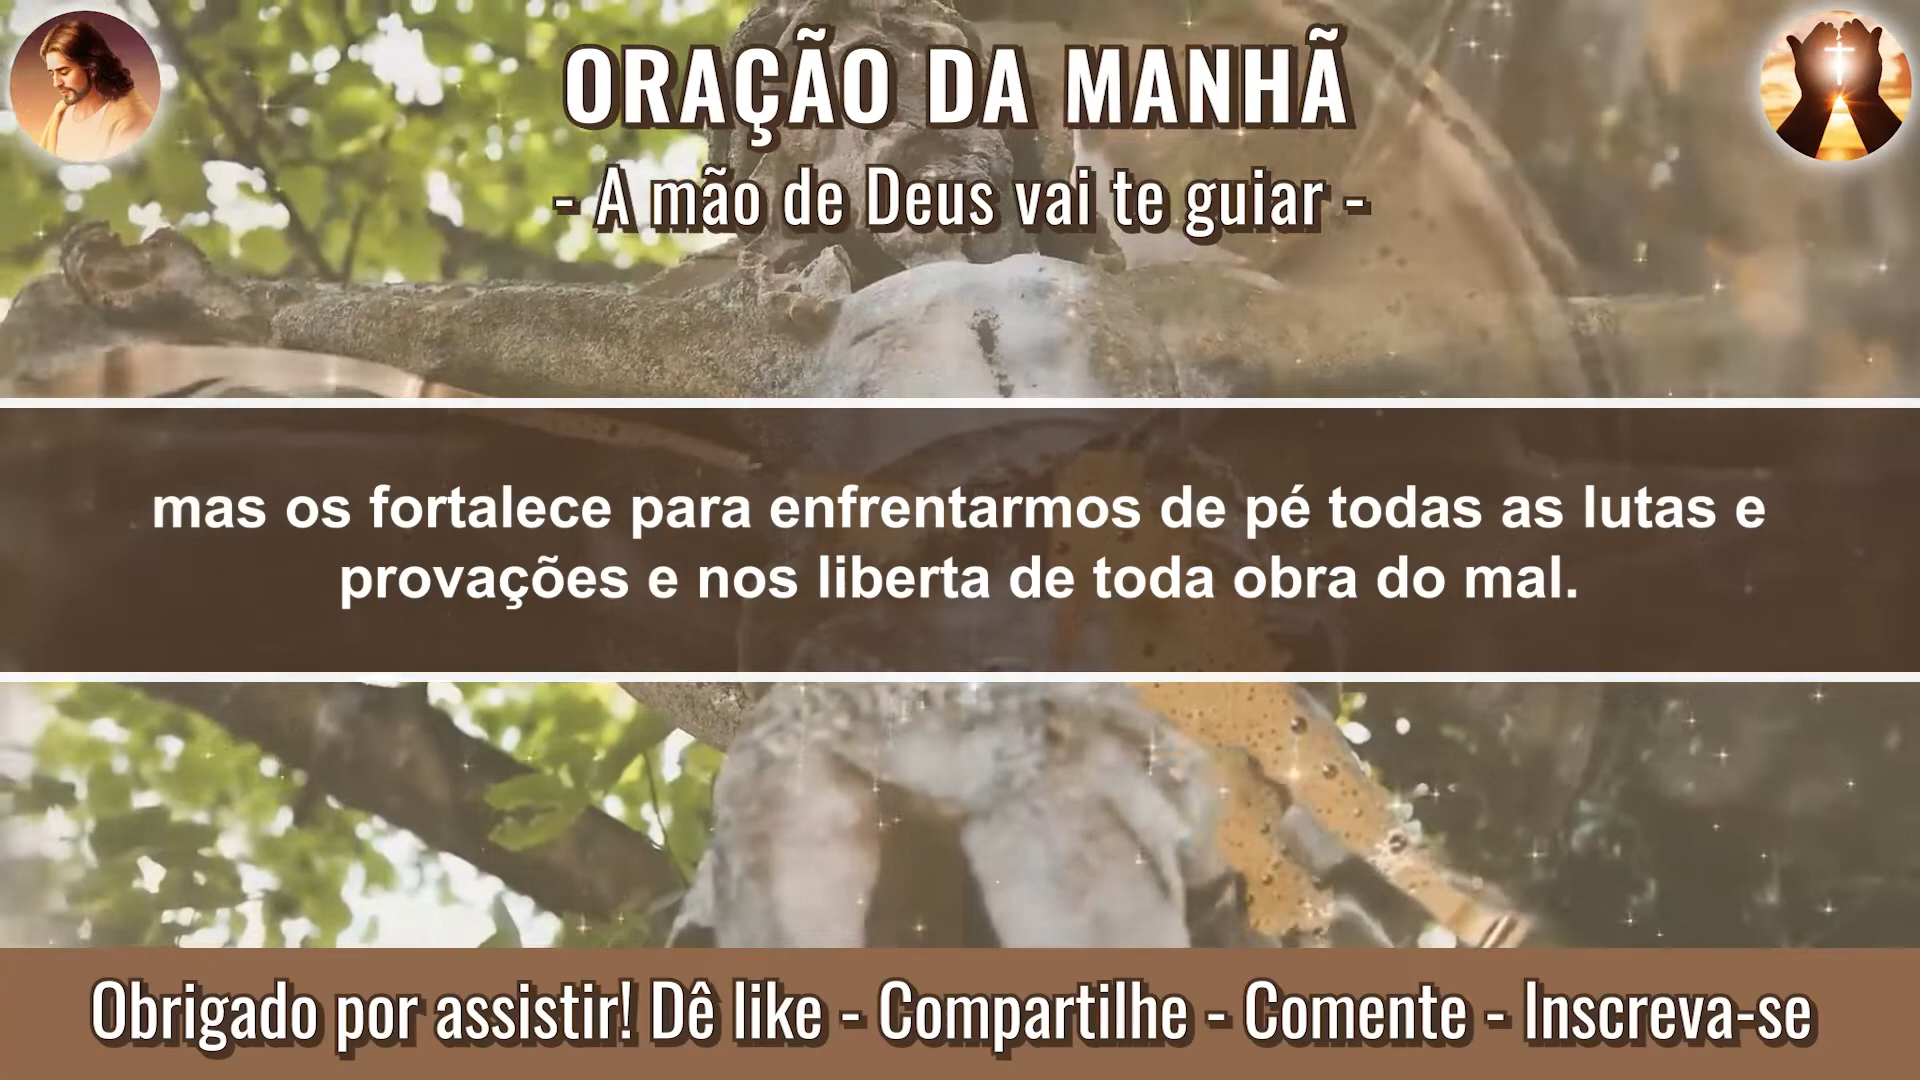 ORAÇÃO DA MANHÃ
- A mão de Deus vai te guiar -
mas os fortalece para enfrentarmos de pé todas as lutas e
provações e nos liberta de toda obra do mal.
Obrigado por assistir! Dê like - Compartilhe - Comente - Inscreva-se